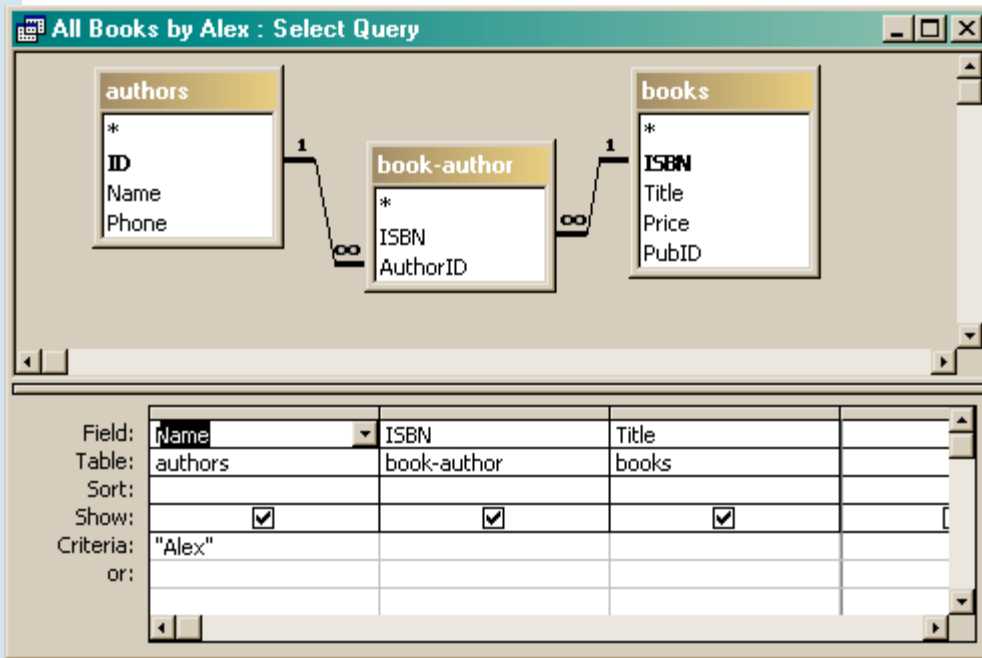 All Books by Alex : Select Query
authors
*
ID
Name
Phone
1
∞
book-author
*
ISBN
AuthorID
∞
1
books
*
ISBN
Title
Price
PubID
Field: Name ISBN Title
Table: authors book-author books
Sort:
Show:
Criteria: "Alex"
or: